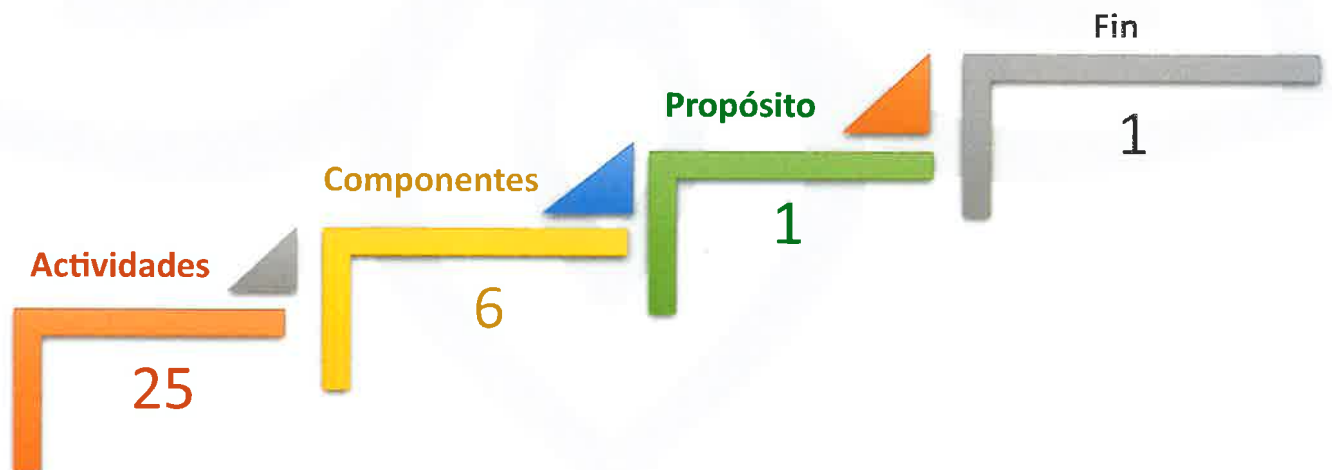 Fin
1
Propósito
1
Componentes
6
Actividades
25